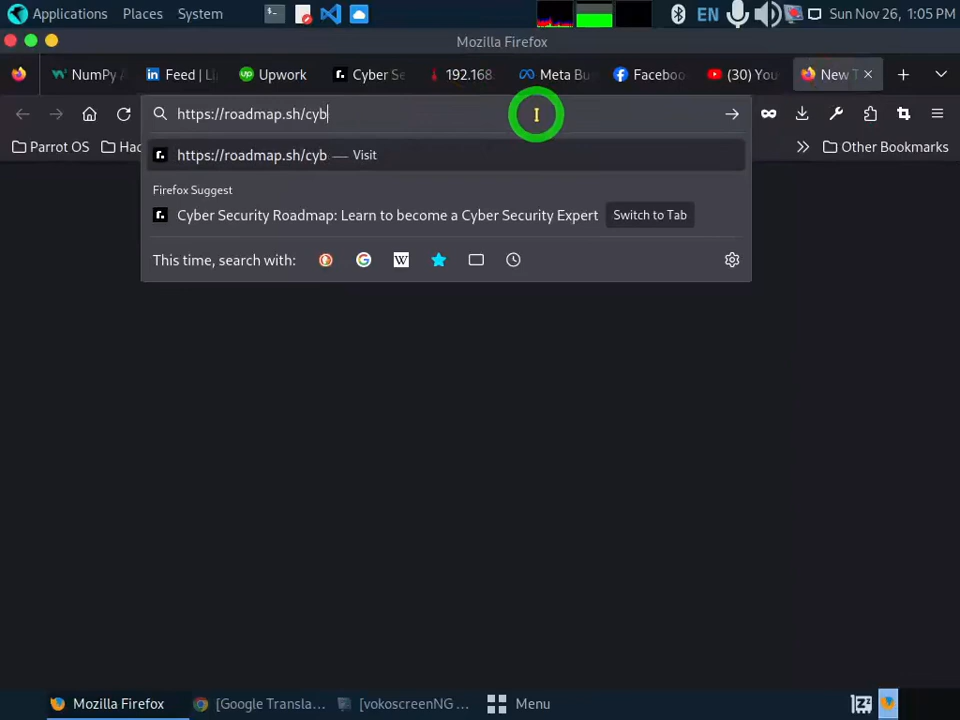 Applications Places System EN Sun Nov 26, 1:05 PM
Mozilla Firefox
NumPy Feed | Li Upwork Cyber Se 192.168. Meta Bu Faceboo (30) You New T
https://roadmap.sh/cyb
Parrot OS Hac Other Bookmarks
https://roadmap.sh/cyb — Visit
Firefox Suggest
Cyber Security Roadmap: Learn to become a Cyber Security Expert Switch to Tab
This time, search with:
Mozilla Firefox [Google Transla... [vokoscreenNG ... Menu